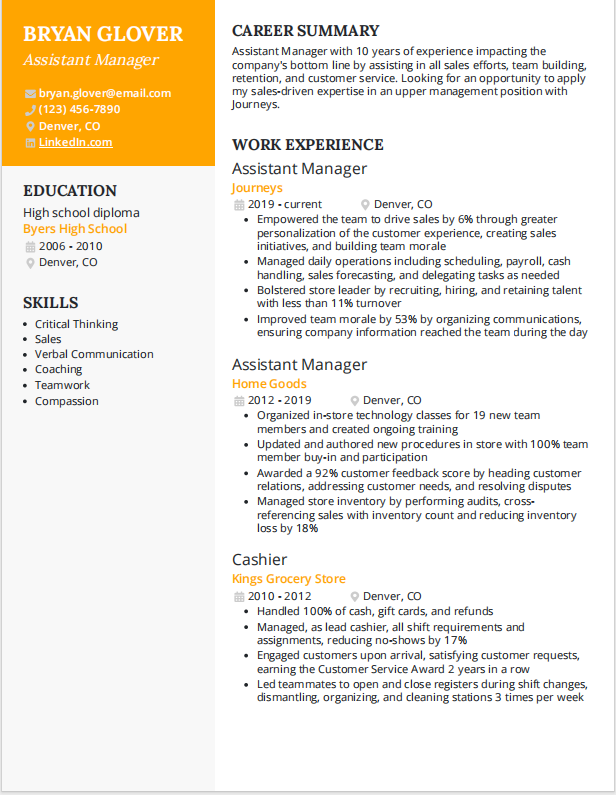 BRYAN GLOVER
Assistant Manager
bryan.glover@email.com
(123) 456-7890
Denver, CO
LinkedIn.com
EDUCATION
High school diploma
Byers High School
2006 - 2010
Denver, CO
SKILLS
Critical Thinking
Sales
Verbal Communication
Coaching
Teamwork
Compassion
CAREER SUMMARY
Assistant Manager with 10 years of experience impacting the
company's bottom line by assisting in all sales efforts, team building,
retention, and customer service. Looking for an opportunity to apply
my sales-driven expertise in an upper management position with
Journeys.
WORK EXPERIENCE
Assistant Manager
Journeys
2019 - current Denver, CO
Empowered the team to drive sales by 6% through greater
personalization of the customer experience, creating sales
initiatives, and building team morale
Managed daily operations including scheduling, payroll, cash
handling, sales forecasting, and delegating tasks as needed
Bolstered store leader by recruiting, hiring, and retaining talent
with less than 11% turnover
Improved team morale by 53% by organizing communications,
ensuring company information reached the team during the day
Assistant Manager
Home Goods
2012 - 2019 Denver, CO
Organized in-store technology classes for 19 new team
members and created ongoing training
Updated and authored new procedures in store with 100% team
member buy-in and participation
Awarded a 92% customer feedback score by heading customer
relations, addressing customer needs, and resolving disputes
Managed store inventory by performing audits, cross-
referencing sales with inventory count and reducing inventory
loss by 18%
Cashier
Kings Grocery Store
2010 - 2012 Denver, CO
Handled 100% of cash, gift cards, and refunds
Managed, as lead cashier, all shift requirements and
assignments, reducing no-shows by 17%
Engaged customers upon arrival, satisfying customer requests,
earning the Customer Service Award 2 years in a row
Led teammates to open and close registers during shift changes,
dismantling, organizing, and cleaning stations 3 times per week